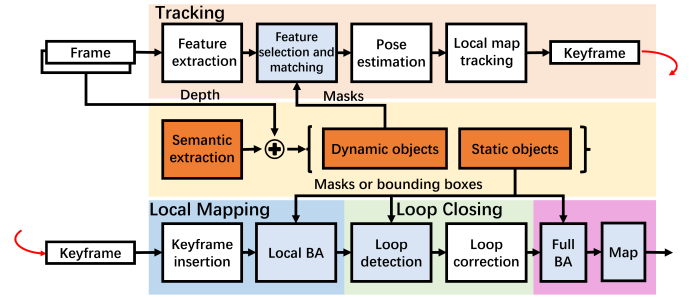 Tracking
Frame
Feature
extraction
Feature
selection and
matching
Pose
estimation
Local map
tracking
Keyframe
Depth
Masks
Semantic
extraction
Dynamic objects
Static objects
Masks or bounding boxes
Local Mapping
Loop Closing
Keyframe
Keyframe
insertion
Local BA
Loop
detection
Loop
correction
Full
BA
Map